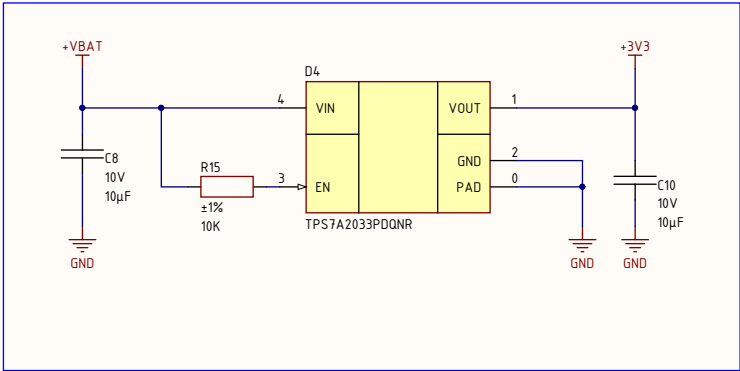 +VBAT
+3V3
D4
4
VIN
VOUT
1
C8
10V
10µF
R15
±1%
10K
3
EN
GND
2
PAD
0
C10
10V
10µF
TPS7A2033PDQNR
GND
GND
GND